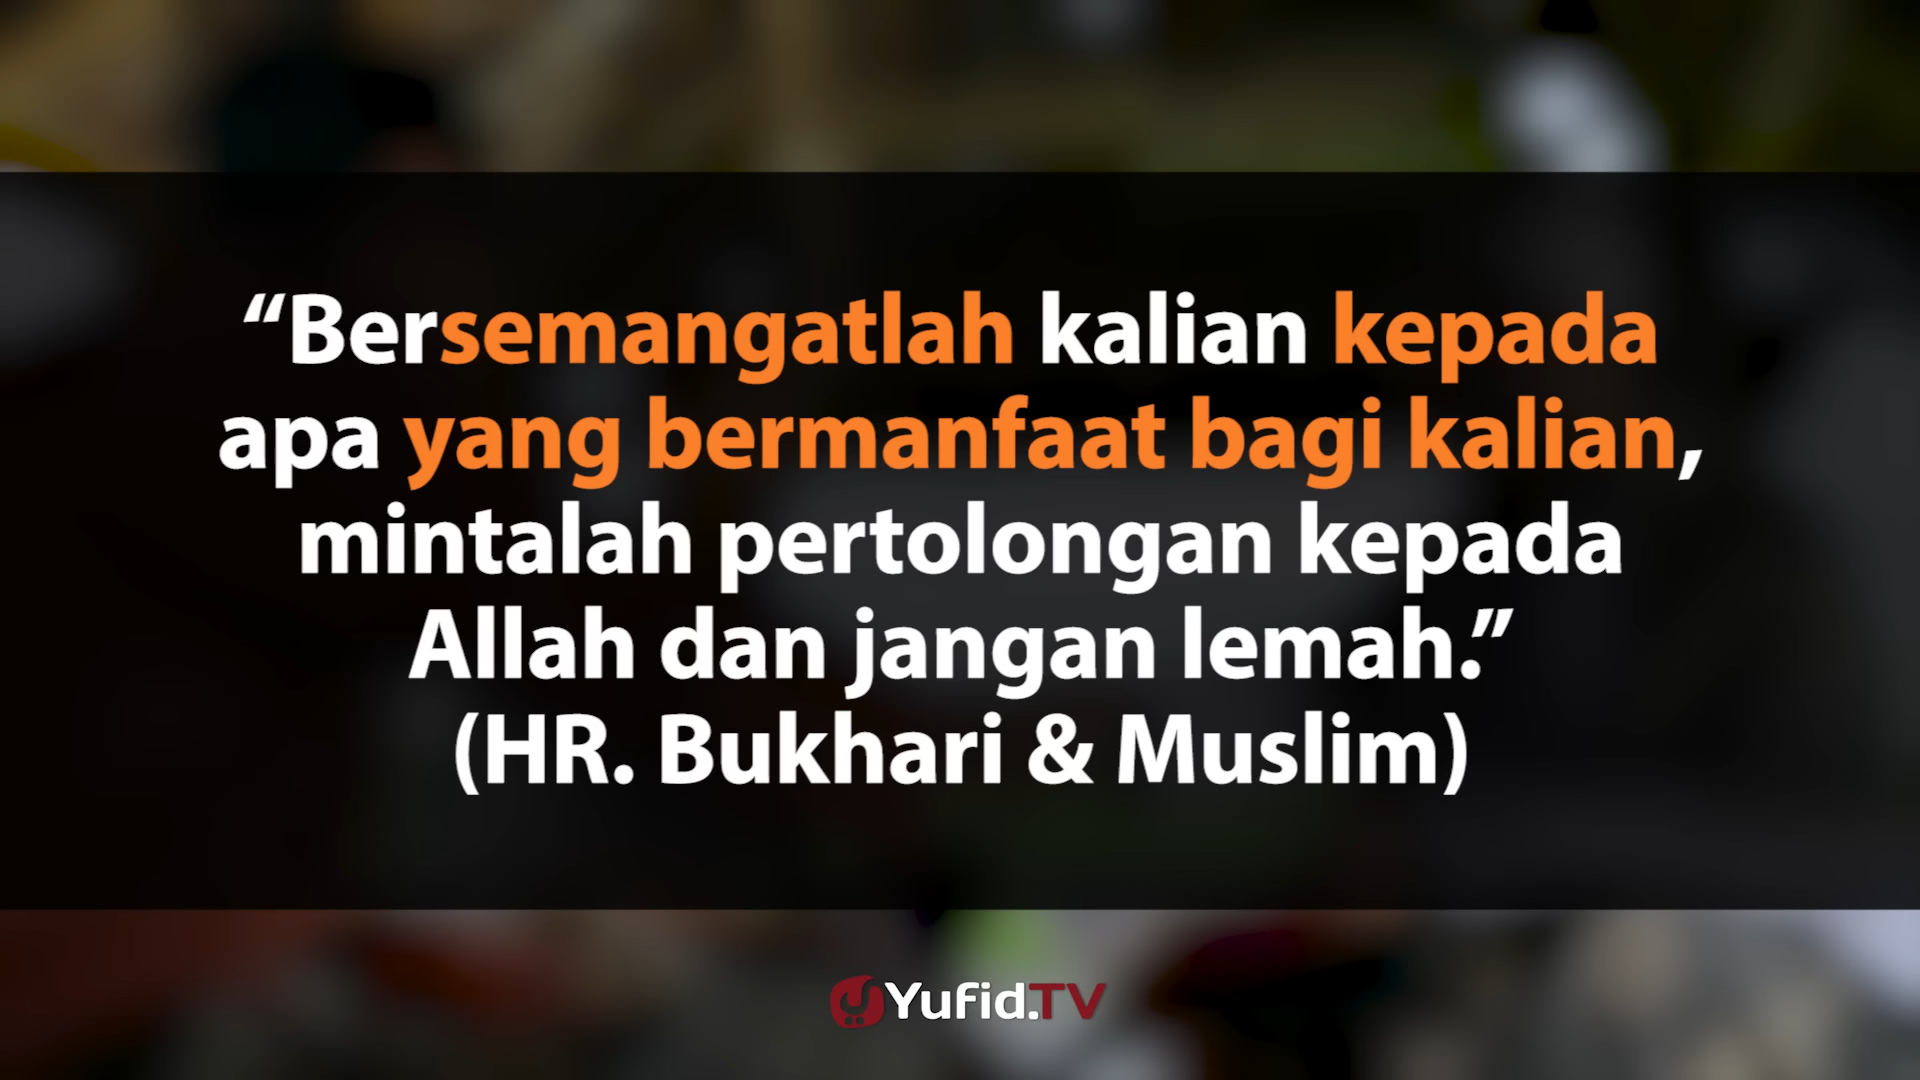 “Bersemangatlah kalian kepada
apa yang bermanfaat bagi kalian,
mintalah pertolongan kepada
Allah dan jangan lemah.”
(HR. Bukhari & Muslim)
Yufid.TV